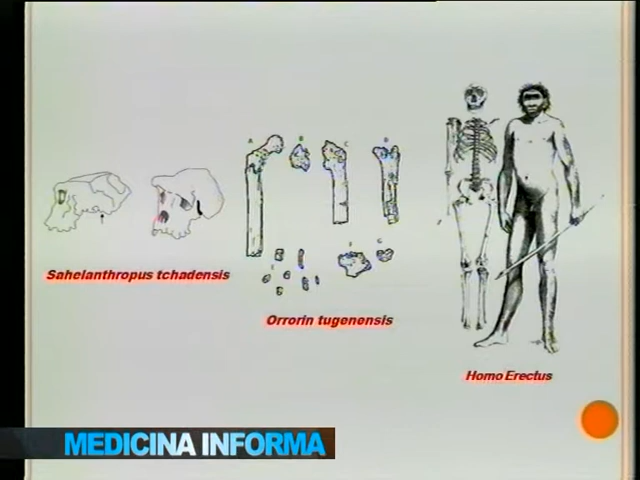 Sahelanthropus tchadensis
Orrorin tugenensis
Homo Erectus
MEDICINA INFORMA